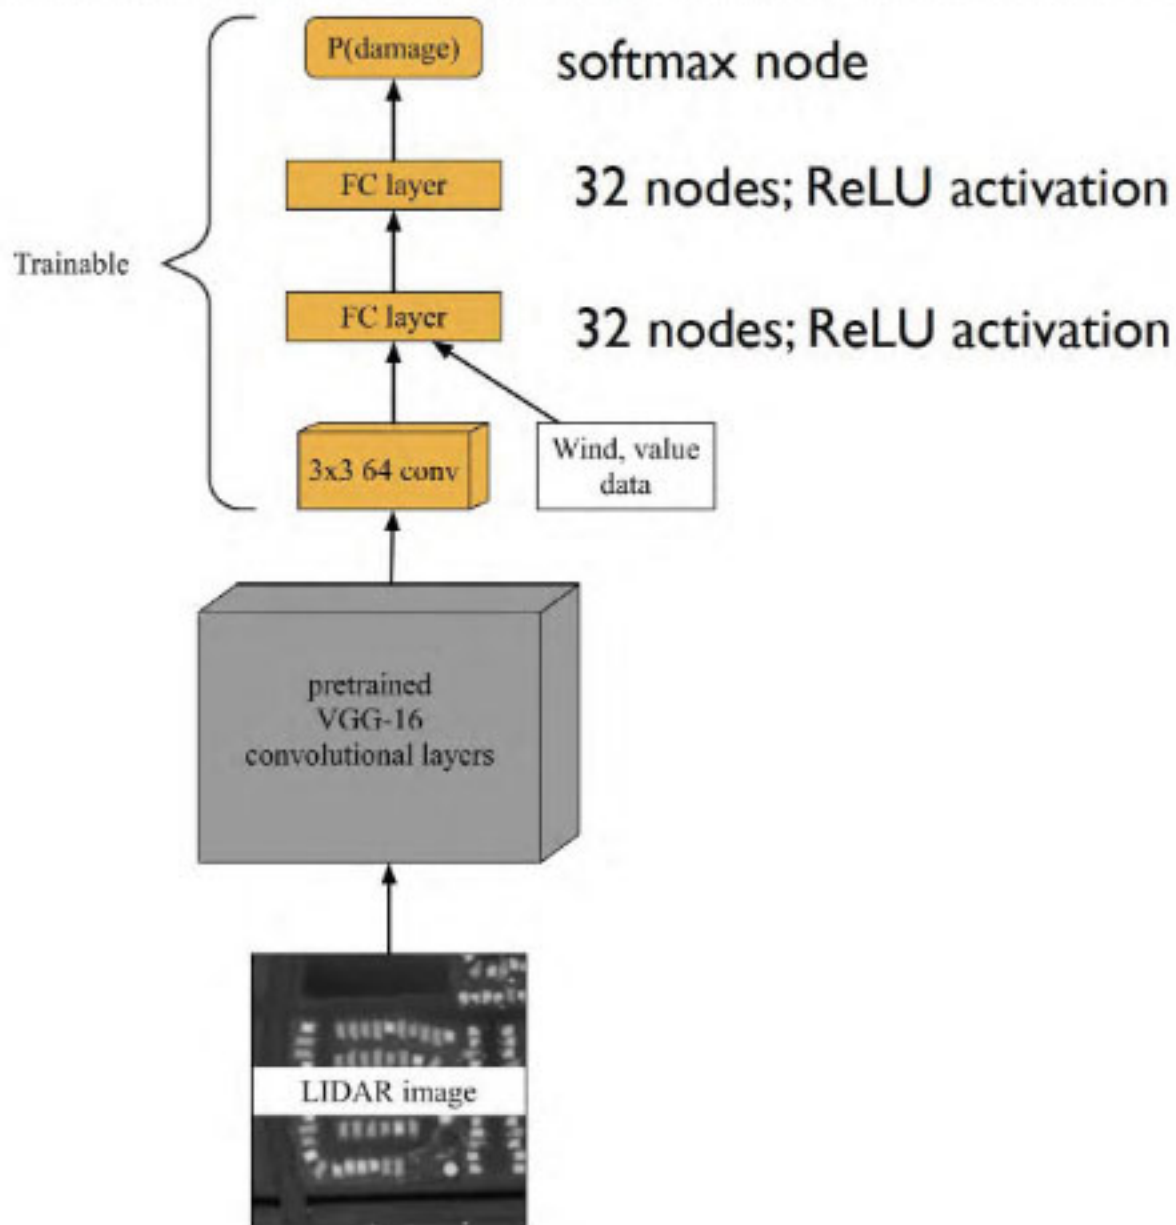 P(damage)
softmax node
FC layer
32 nodes; ReLU activation
Trainable
FC layer
32 nodes; ReLU activation
3x3 64 conv
Wind, value
data
pretrained
VGG-16
convolutional layers
LIDAR image